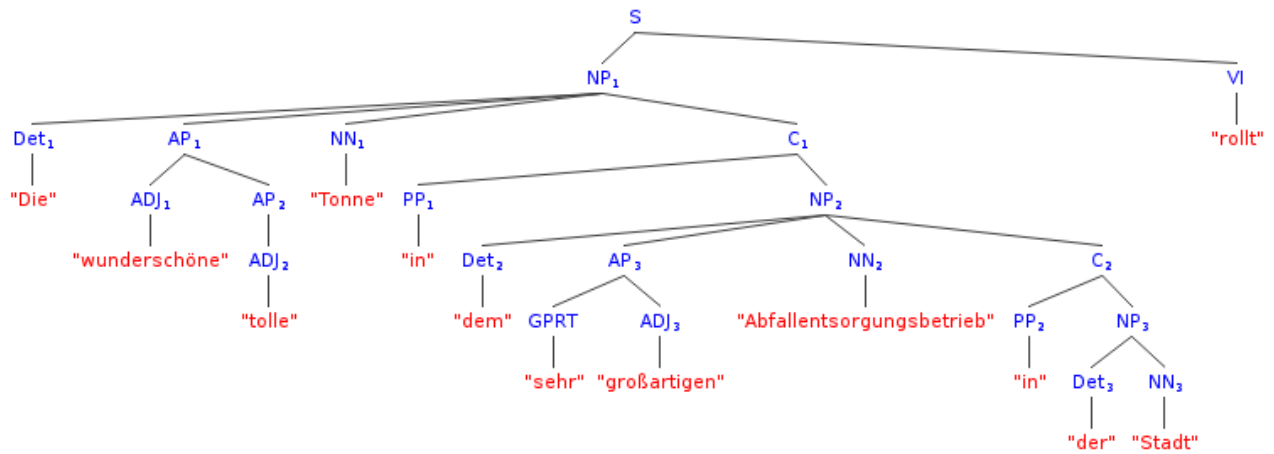 S
NP₁ VI
Det₁ AP₁ NN₁ C₁ "rollt"
"Die" ADJ₁ AP₂ "Tonne" PP₁ NP₂
"wunderschöne" ADJ₂ "in" Det₂ AP₃ NN₂ C₂
"tolle" "dem" GPRT ADJ₃ "Abfallentsorgungsbetrieb" PP₂ NP₃
"sehr" "großartigen" "in" Det₃ NN₃
"der" "Stadt"